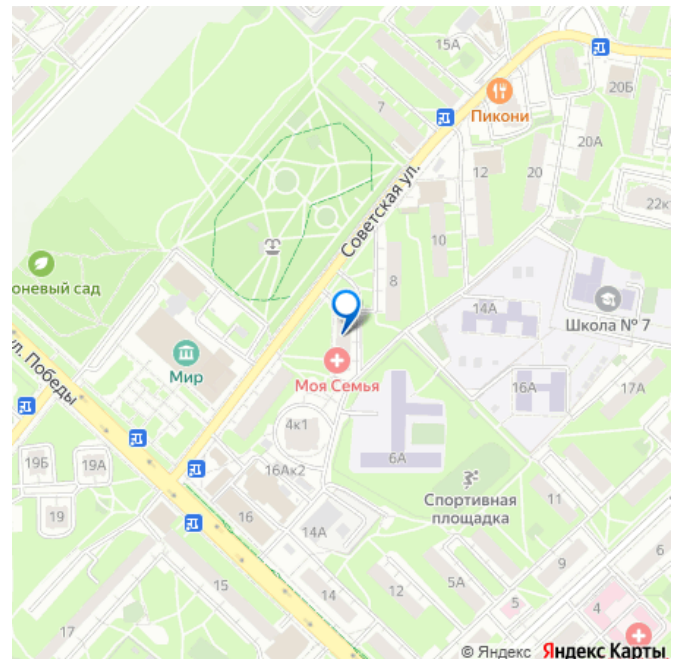 15А
20Б
7
Пикони
20А
12
20
22к
Советская ул.
10
8
оневый сад
14А
Школа № 7
ул. Победы
Мир
Моя Семья
16А
17А
4к1
6А
19Б
19А
16Ак2
Спортивная
площадка
11
19
16
14А
6
9
5А
15
14
12
5
4
17
© Яндекс Яндекс Карты